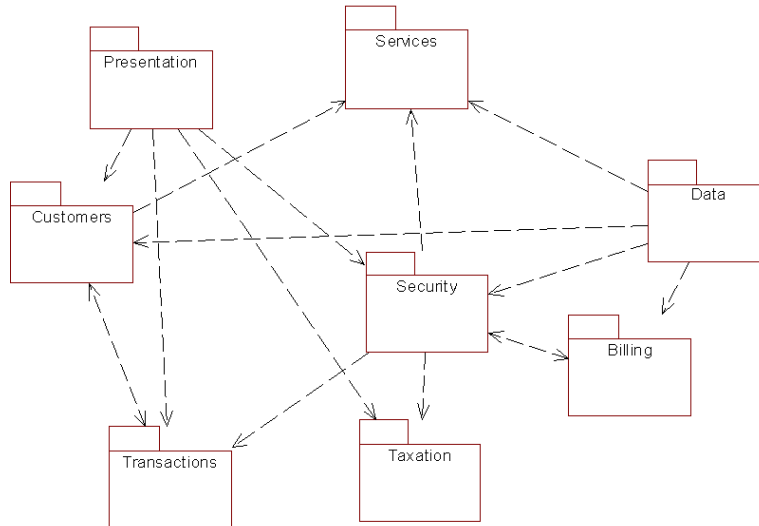 Services
Presentation
Data
Customers
Security
Billing
Transactions
Taxation